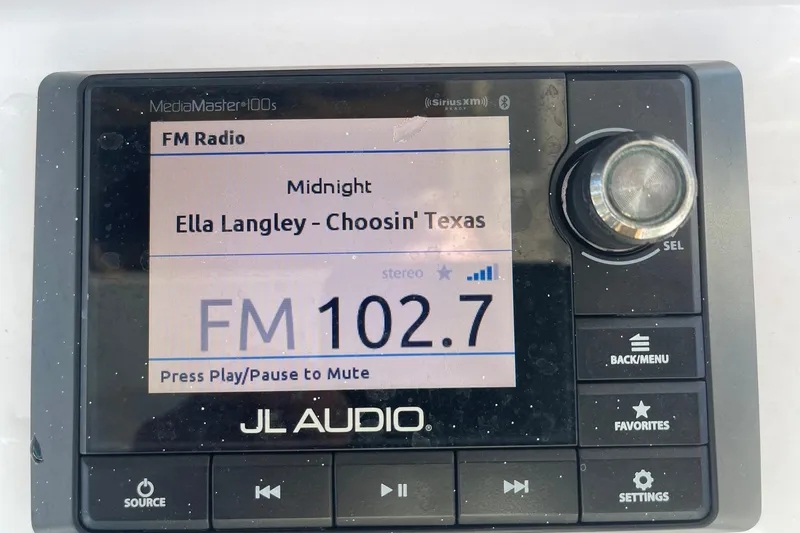 MediaMaster®100s
((SiriusXM))
READY
FM Radio
Midnight
Ella Langley - Choosin' Texas
stereo
FM 102.7
Press Play/Pause to Mute
JL AUDIO®
SEL
BACK/MENU
FAVORITES
SETTINGS
SOURCE